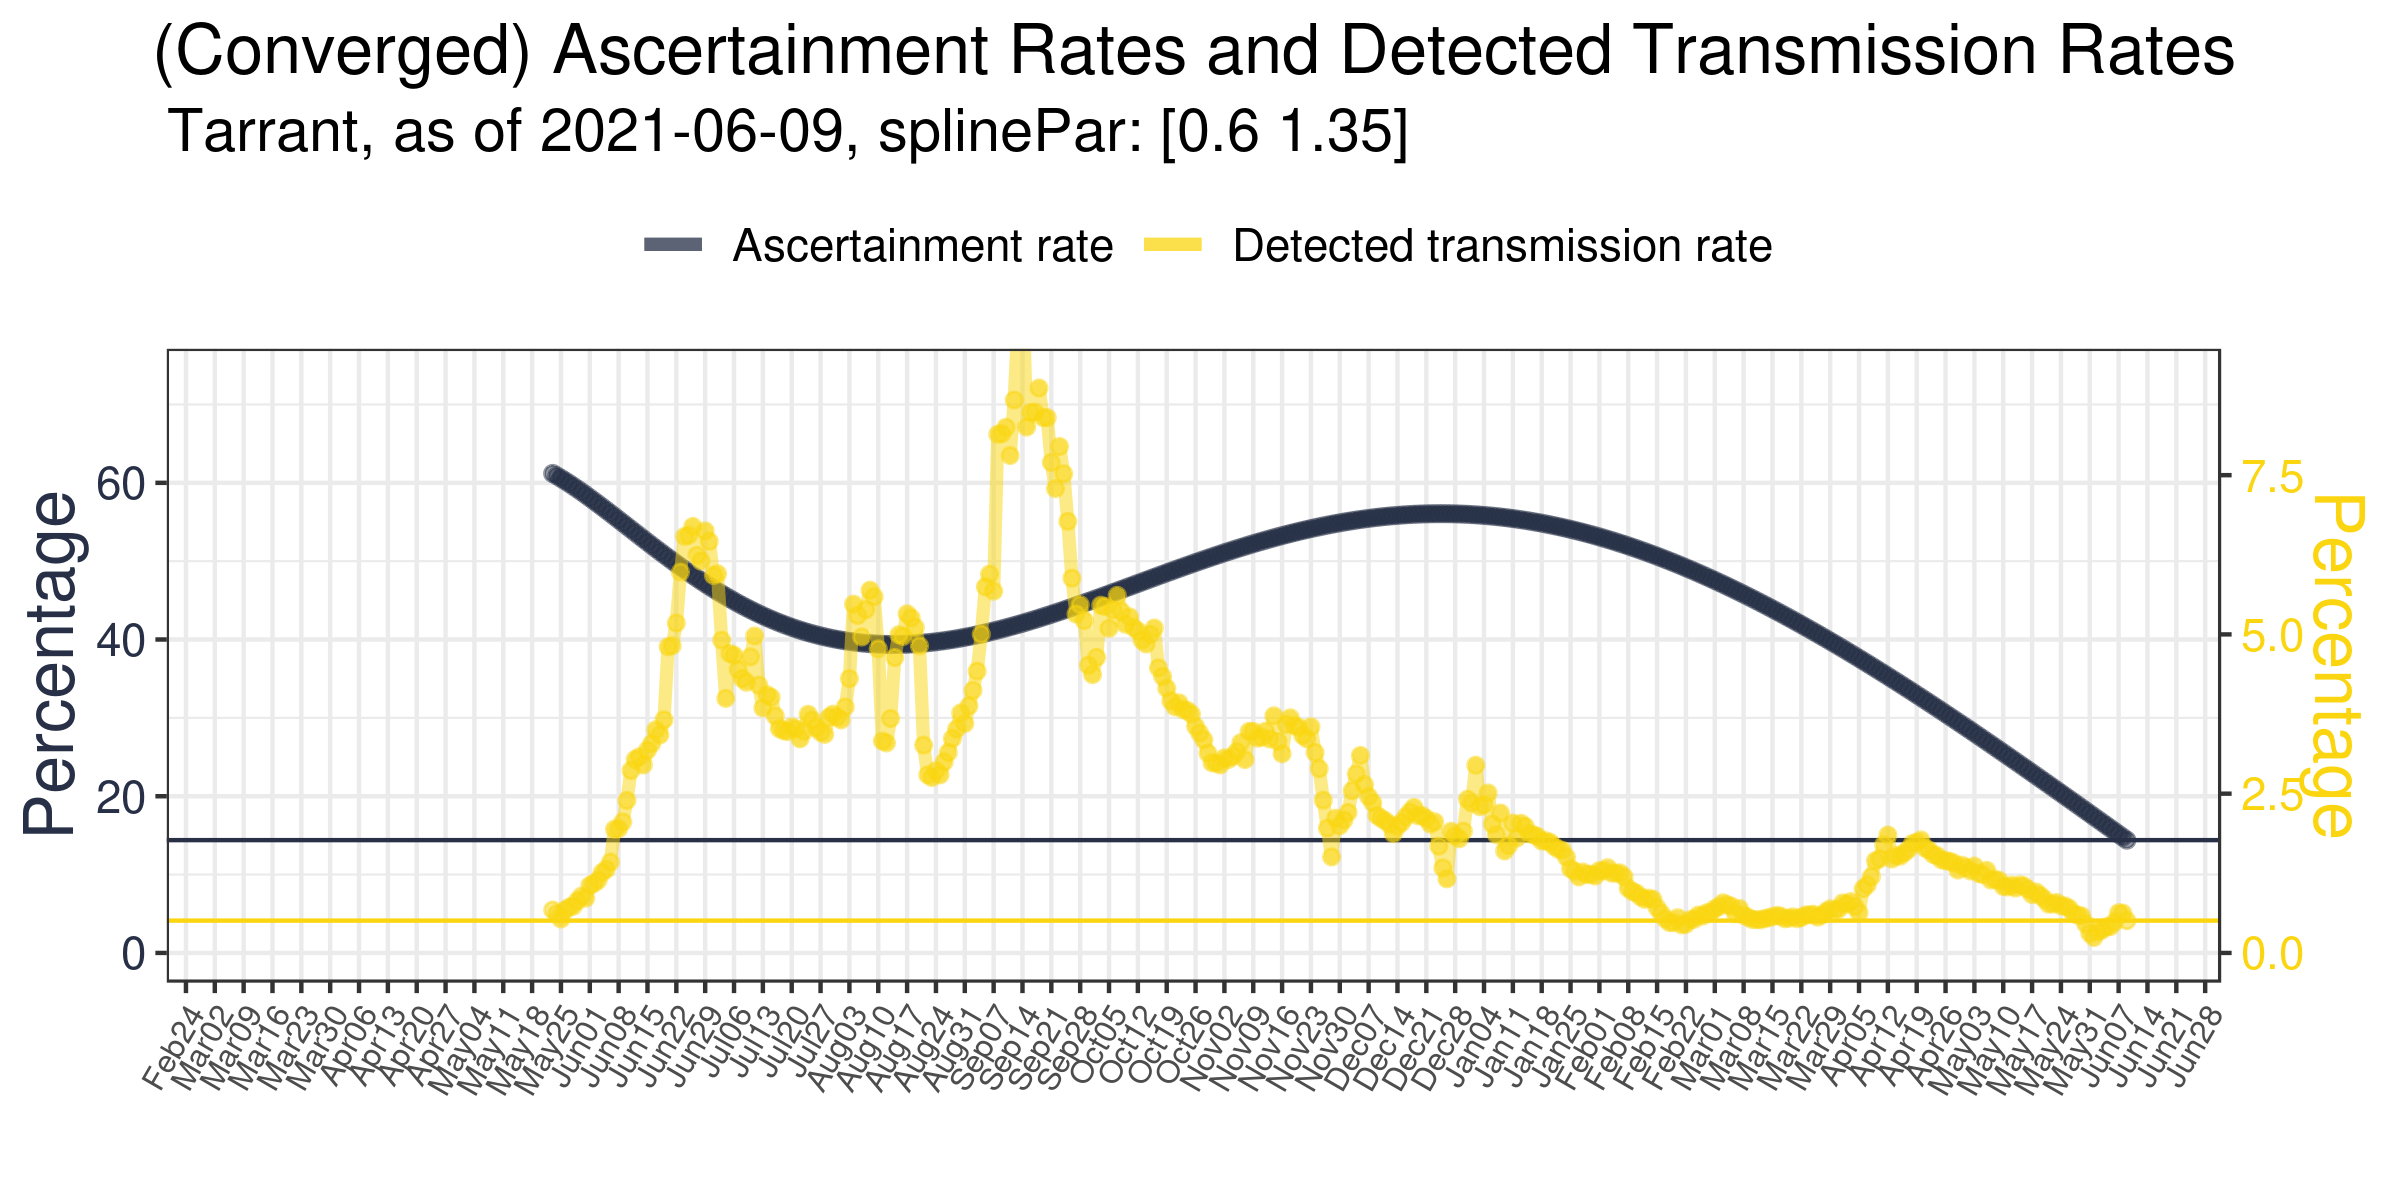 (Converged) Ascertainment Rates and Detected Transmission Rates
Tarrant, as of 2021-06-09, splinePar: [0.6 1.35]
Ascertainment rate
Detected transmission rate
Percentage
60
40
20
0
7.5
5.0
2.5
0.0
Percentage
Feb24
Mar02
Mar09
Mar16
Mar23
Mar30
Apr06
Apr13
Apr20
Apr27
May04
May11
May18
May25
Jun01
Jun08
Jun15
Jun22
Jun29
Jul06
Jul13
Jul20
Jul27
Aug03
Aug10
Aug17
Aug24
Aug31
Sep07
Sep14
Sep21
Sep28
Oct05
Oct12
Oct19
Oct26
Nov02
Nov09
Nov16
Nov23
Nov30
Dec07
Dec14
Dec21
Dec28
Jan04
Jan11
Jan18
Jan25
Feb01
Feb08
Feb15
Feb22
Mar01
Mar08
Mar15
Mar22
Mar29
Apr05
Apr12
Apr19
Apr26
May03
May10
May17
May24
May31
Jun07
Jun14
Jun21
Jun28